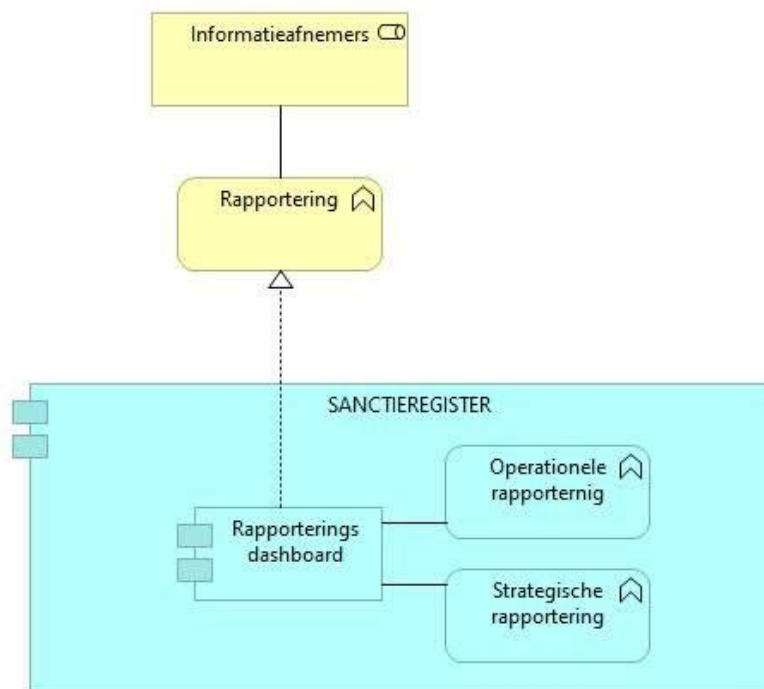 Informatieafnemers
Rapportering
SANCTIEREGISTER
Operationele
rapporternig
Rapporterings
dashboard
Strategische
rapportering